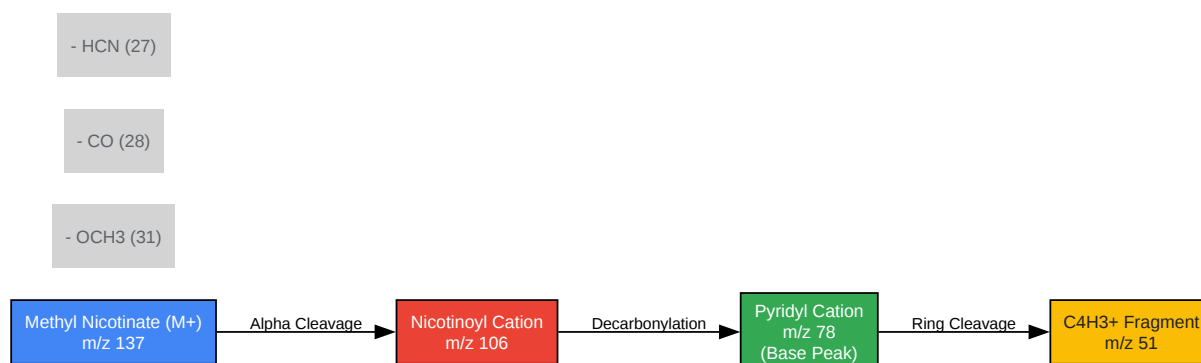 - HCN (27)
- CO (28)
- OCH3 (31)
Methyl Nicotinate (M+)
m/z 137
Alpha Cleavage
Nicotinoyl Cation
m/z 106
Decarbonylation
Pyridyl Cation
m/z 78
(Base Peak)
Ring Cleavage
C4H3+ Fragment
m/z 51